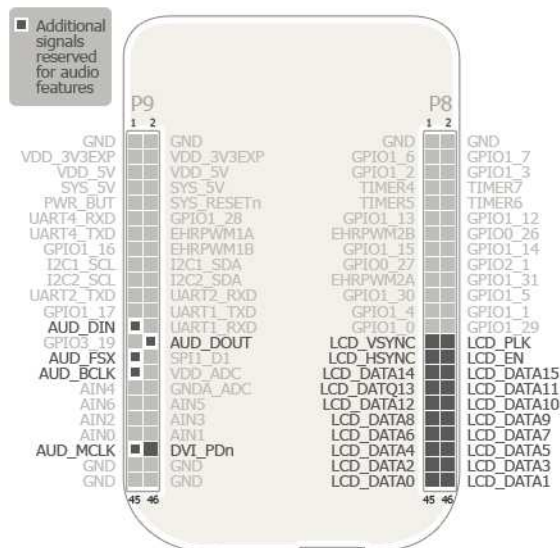 Additional
signals
reserved
for audio
features
P9
P8
1 2
1 2
GND GND GND GND
VDD_3V3EXP VDD_3V3EXP GPIO1_6 GPIO1_7
VDD_5V VDD_5V GPIO1_2 GPIO1_3
SYS_5V SYS_5V TIMER4 TIMER7
PWR_BUT SYS_RESETn TIMER5 TIMER6
UART4_RXD GPIO1_28 GPIO1_13 GPIO1_12
UART4_TXD EHRPWM1A EHRPWM2B GPIO0_26
GPIO1_16 EHRPWM1B GPIO1_15 GPIO1_14
I2C1_SCL I2C1_SDA GPIO0_27 GPIO2_1
I2C2_SCL I2C2_SDA EHRPWM2A GPIO1_31
UART2_TXD UART2_RXD GPIO1_30 GPIO1_5
GPIO1_17 UART1_TXD GPIO1_4 GPIO1_1
AUD_DIN UART1_RXD GPIO1_0 GPIO1_29
GPIO3_19 AUD_DOUT LCD_VSYNC LCD_PLK
AUD_FSX SPI1_D1 LCD_HSYNC LCD_EN
AUD_BCLK VDD_ADC LCD_DATA14 LCD_DATA15
AIN4 GNDA_ADC LCD_DATQ13 LCD_DATA11
AIN6 AIN5 LCD_DATA12 LCD_DATA10
AIN2 AIN3 LCD_DATA8 LCD_DATA9
AIN0 AIN1 LCD_DATA6 LCD_DATA7
AUD_MCLK DVI_PDn LCD_DATA4 LCD_DATA5
GND GND LCD_DATA2 LCD_DATA3
GND GND LCD_DATA0 LCD_DATA1
45 46
45 46